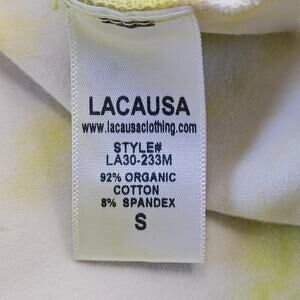 LACAUSA
www.lacausaclothing.com
STYLE#
LA30-233M
92% ORGANIC
COTTON
8% SPANDEX
S